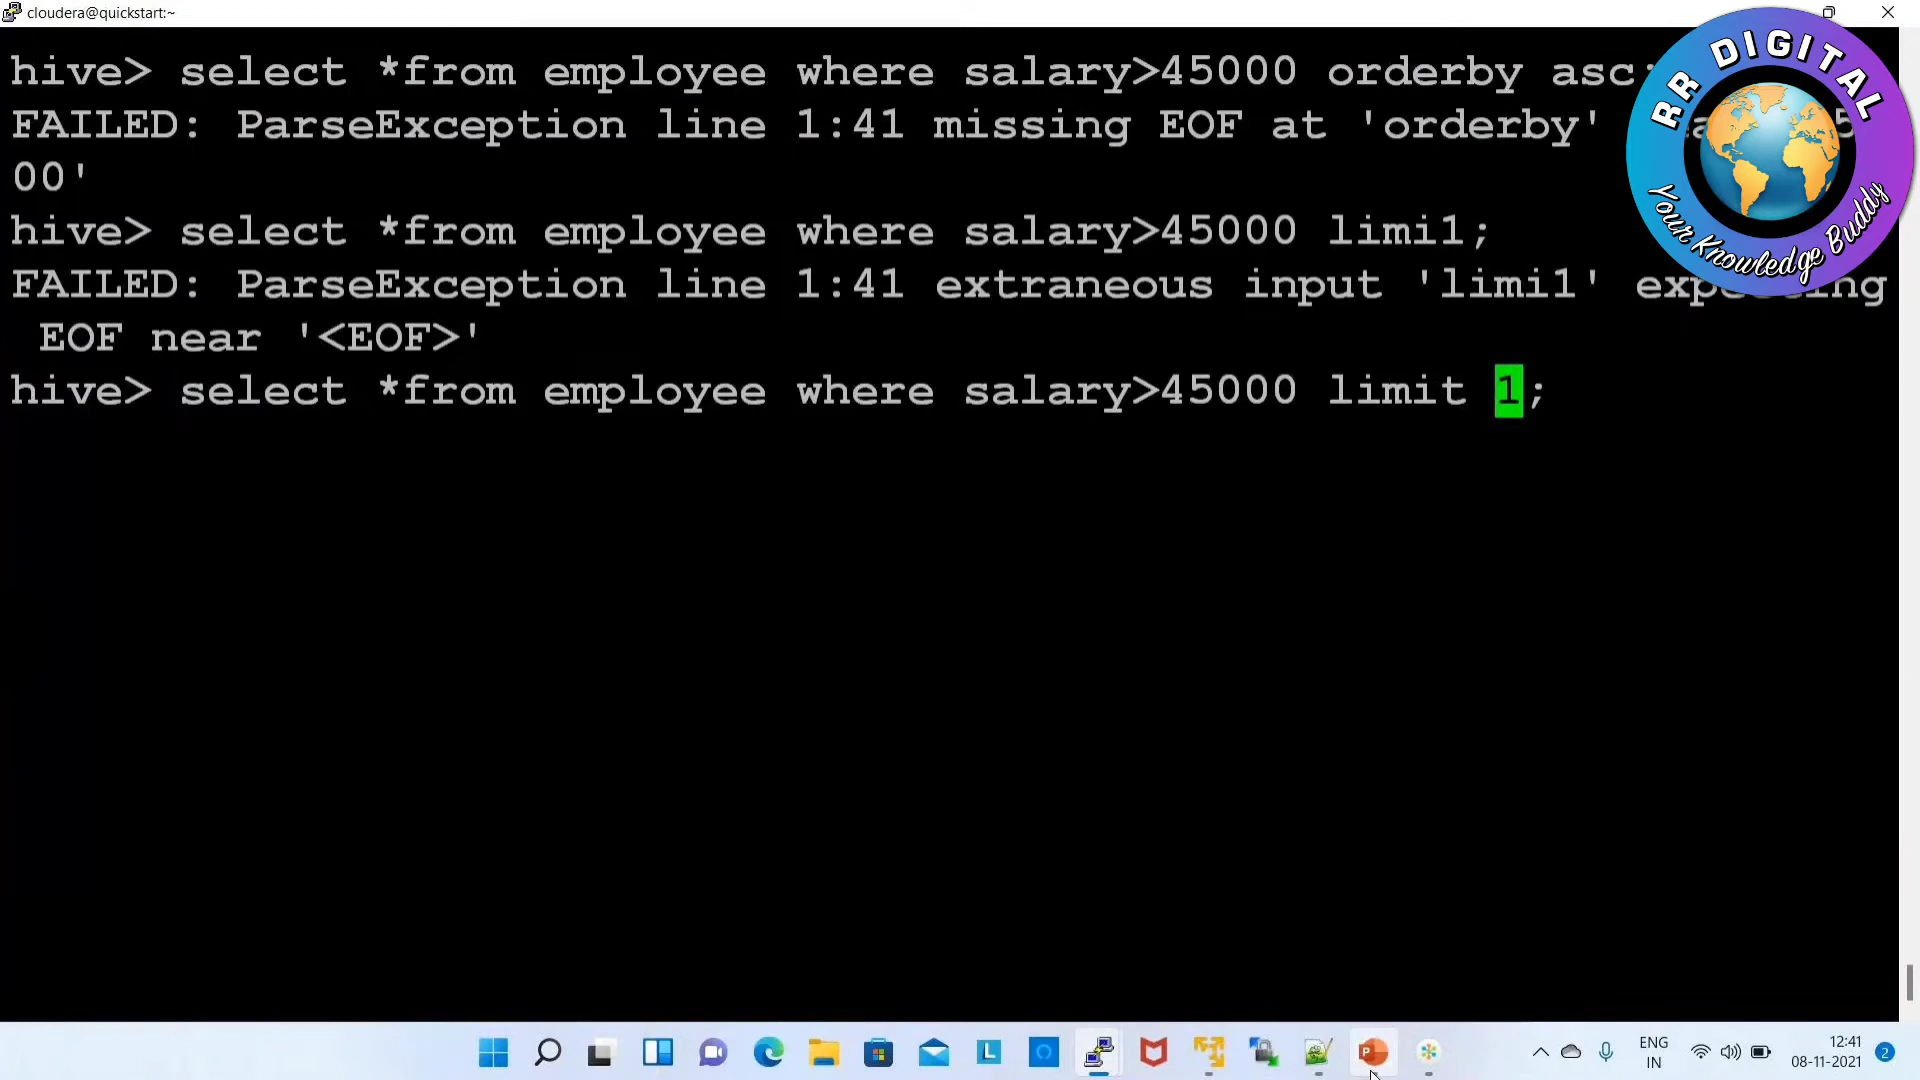 cloudera@quickstart:~
hive> select *from employee where salary>45000 orderby asc;
FAILED: ParseException line 1:41 missing EOF at 'orderby'
00'
hive> select *from employee where salary>45000 limi1;
FAILED: ParseException line 1:41 extraneous input 'limi1' expecting
EOF near '<EOF>'
hive> select *from employee where salary>45000 limit 1;
RR DIGITAL
Your Knowledge Buddy
ENG
IN
12:41
08-11-2021
2